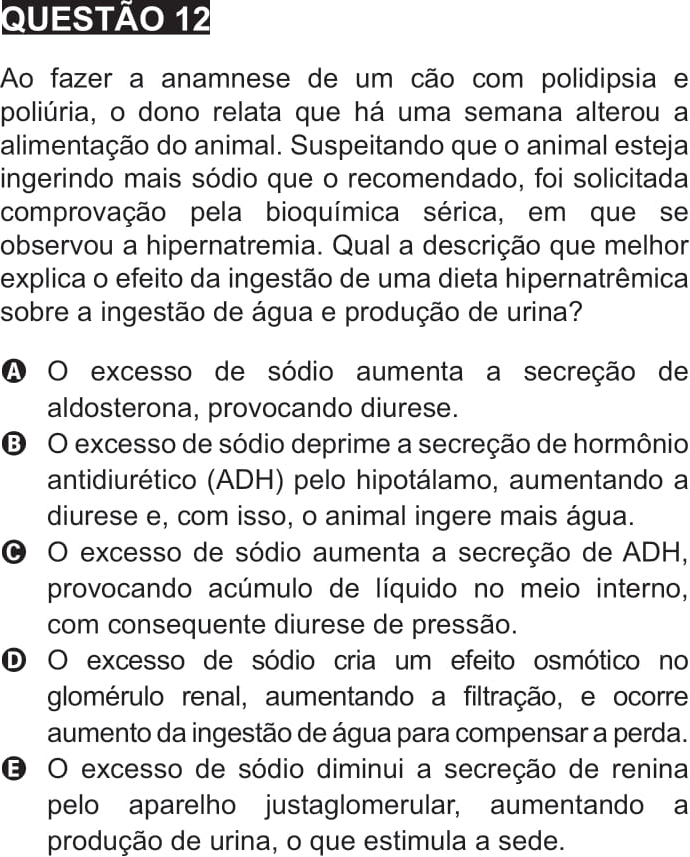 QUESTÃO 12
Ao fazer a anamnese de um cão com polidipsia e
poliúria, o dono relata que há uma semana alterou a
alimentação do animal. Suspeitando que o animal esteja
ingerindo mais sódio que o recomendado, foi solicitada
comprovação pela bioquímica sérica, em que se
observou a hipernatremia. Qual a descrição que melhor
explica o efeito da ingestão de uma dieta hipernatrêmica
sobre a ingestão de água e produção de urina?
A O excesso de sódio aumenta a secreção de
aldosterona, provocando diurese.
B O excesso de sódio deprime a secreção de hormônio
antidiurético (ADH) pelo hipotálamo, aumentando a
diurese e, com isso, o animal ingere mais água.
C O excesso de sódio aumenta a secreção de ADH,
provocando acúmulo de líquido no meio interno,
com consequente diurese de pressão.
D O excesso de sódio cria um efeito osmótico no
glomérulo renal, aumentando a filtração, e ocorre
aumento da ingestão de água para compensar a perda.
E O excesso de sódio diminui a secreção de renina
pelo aparelho justaglomerular, aumentando a
produção de urina, o que estimula a sede.